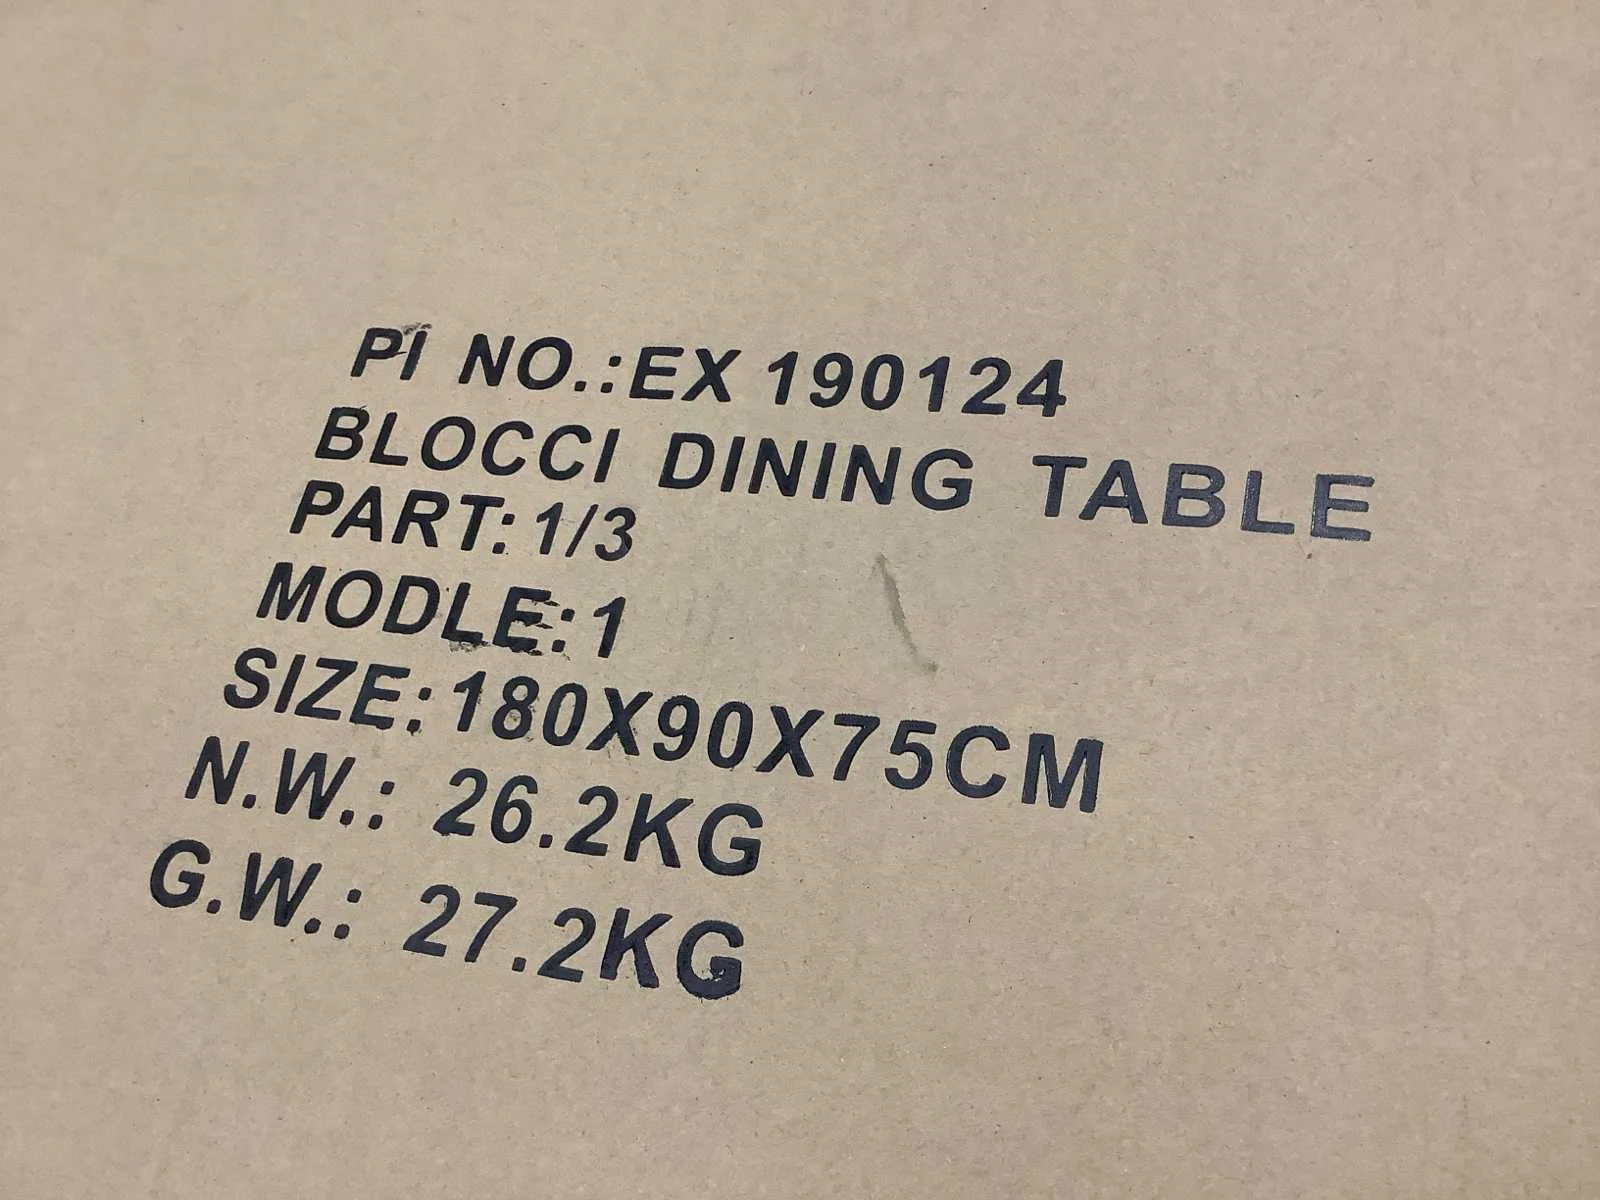 PI NO.:EX 190124
BLOCCI DINING TABLE
PART: 1/3
MODLE: 1
SIZE: 180X90X75CM
N.W.: 26.2KG
G.W.: 27.2KG